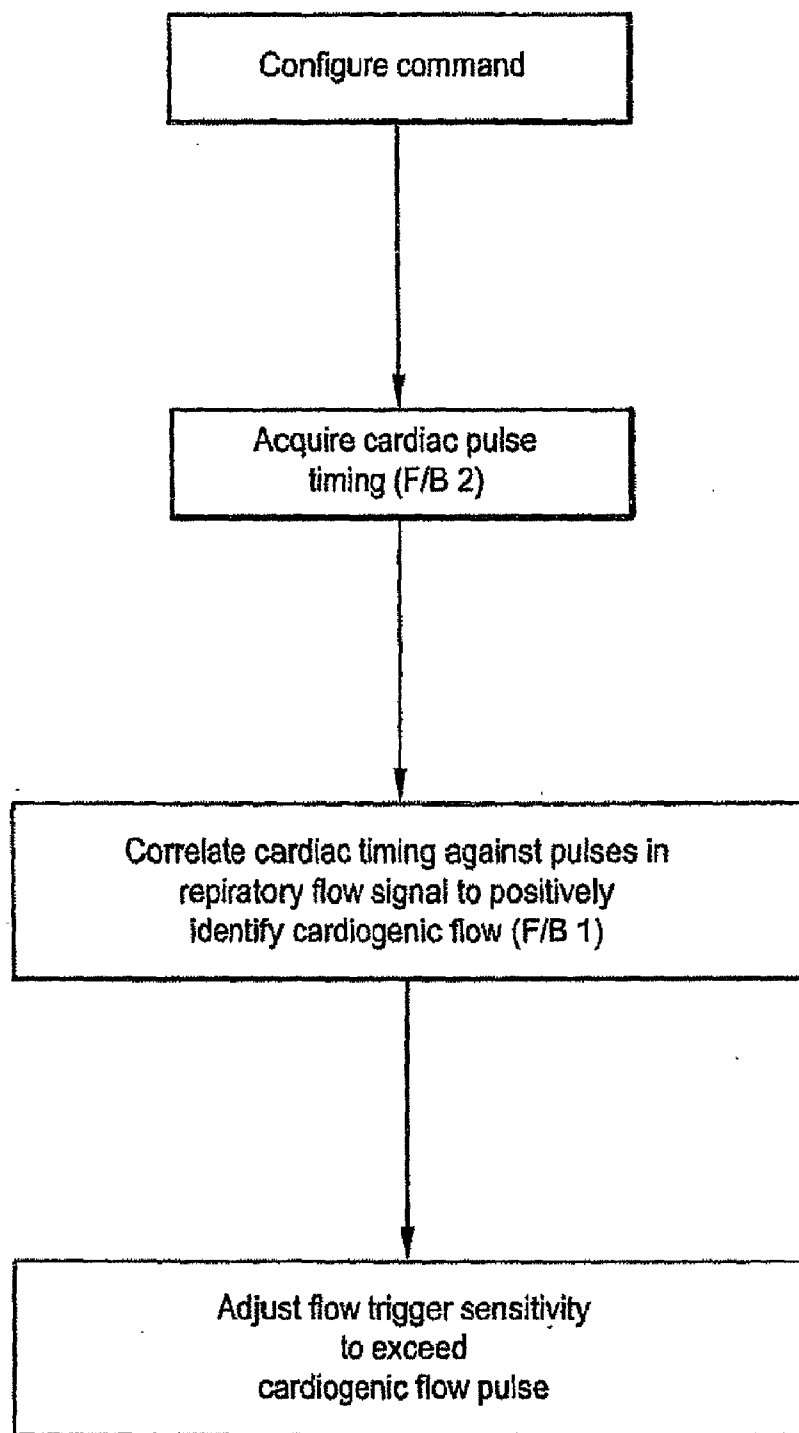 Configure command
Acquire cardiac pulse
timing (F/B 2)
Correlate cardiac timing against pulses in
repiratory flow signal to positively
identify cardiogenic flow (F/B 1)
Adjust flow trigger sensitivity
to exceed
cardiogenic flow pulse